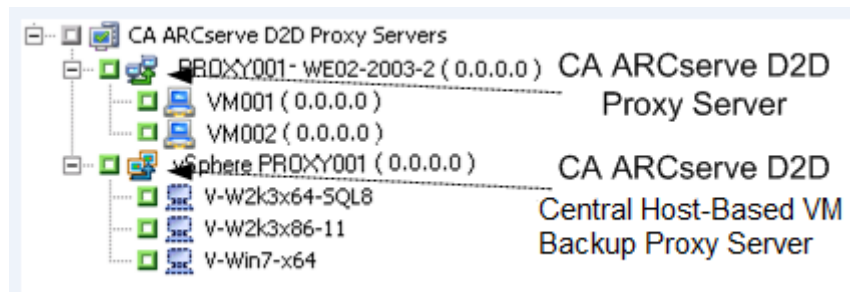 CA ARCserve D2D Proxy Servers
PROXY001- WE02-2003-2 ( 0.0.0.0 )
CA ARCserve D2D
Proxy Server
VM001 ( 0.0.0.0 )
VM002 ( 0.0.0.0 )
vSphere PROXY001 ( 0.0.0.0 )
CA ARCserve D2D
Central Host-Based VM
Backup Proxy Server
V-W2k3x64-SQL8
V-W2k3x86-11
V-Win7-x64